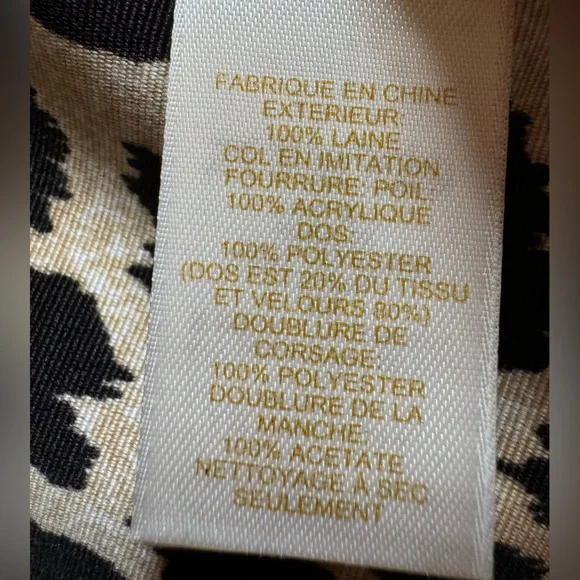 FABRIQUE EN CHINE
EXTERIEUR:
100% LAINE
COL EN IMITATION
FOURRURE: POIL:
100% ACRYLIQUE
DOS:
100% POLYESTER
(DOS EST 20% DU TISSU
ET VELOURS 80%)
DOUBLURE DE
CORSAGE:
100% POLYESTER
DOUBLURE DE LA
MANCHE:
100% ACETATE
NETTOYAGE À SEC
SEULEMENT